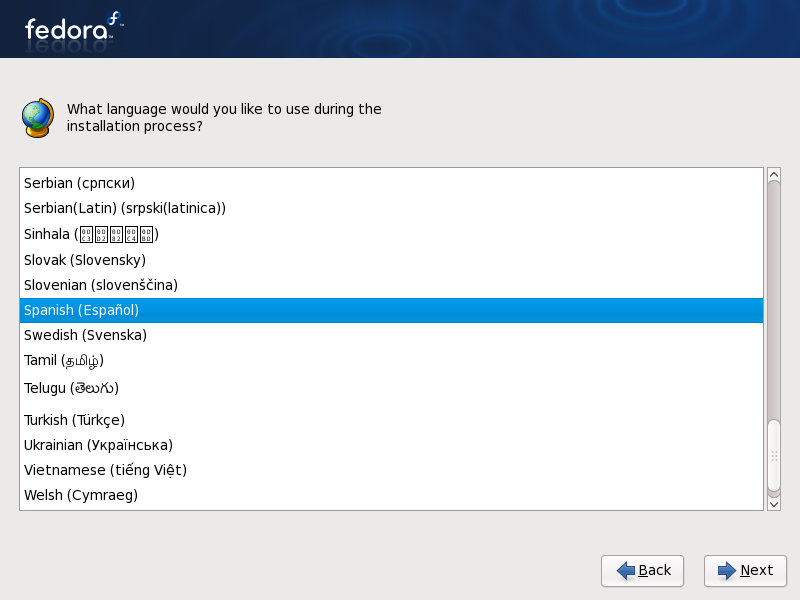 fedora
What language would you like to use during the
installation process?
Serbian (српски)
Serbian(Latin) (srpski(latinica))
Sinhala ()
Slovak (Slovensky)
Slovenian (slovenščina)
Spanish (Español)
Swedish (Svenska)
Tamil (தமிழ்)
Telugu (తెలుగు)
Turkish (Türkçe)
Ukrainian (Українська)
Vietnamese (tiếng Việt)
Welsh (Cymraeg)
Back
Next